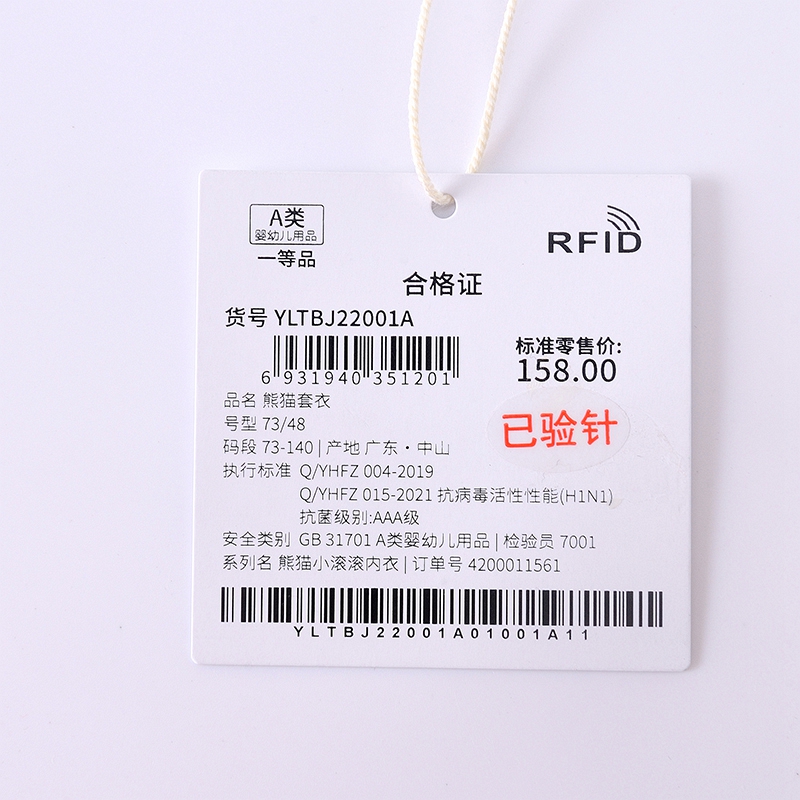 A类
婴幼儿用品
一等品
RFID
合格证
货号 YLTBJ22001A
6 931940 351201
标准零售价:
158.00
品名 熊猫套衣
号型 73/48
码段 73-140 | 产地 广东·中山
已验针
执行标准 Q/YHFZ 004-2019
Q/YHFZ 015-2021 抗病毒活性性能(H1N1)
抗菌级别:AAA级
安全类别 GB 31701 A类婴幼儿用品 | 检验员 7001
系列名 熊猫小滚滚内衣 | 订单号 4200011561
YLTBJ22001A01001A11